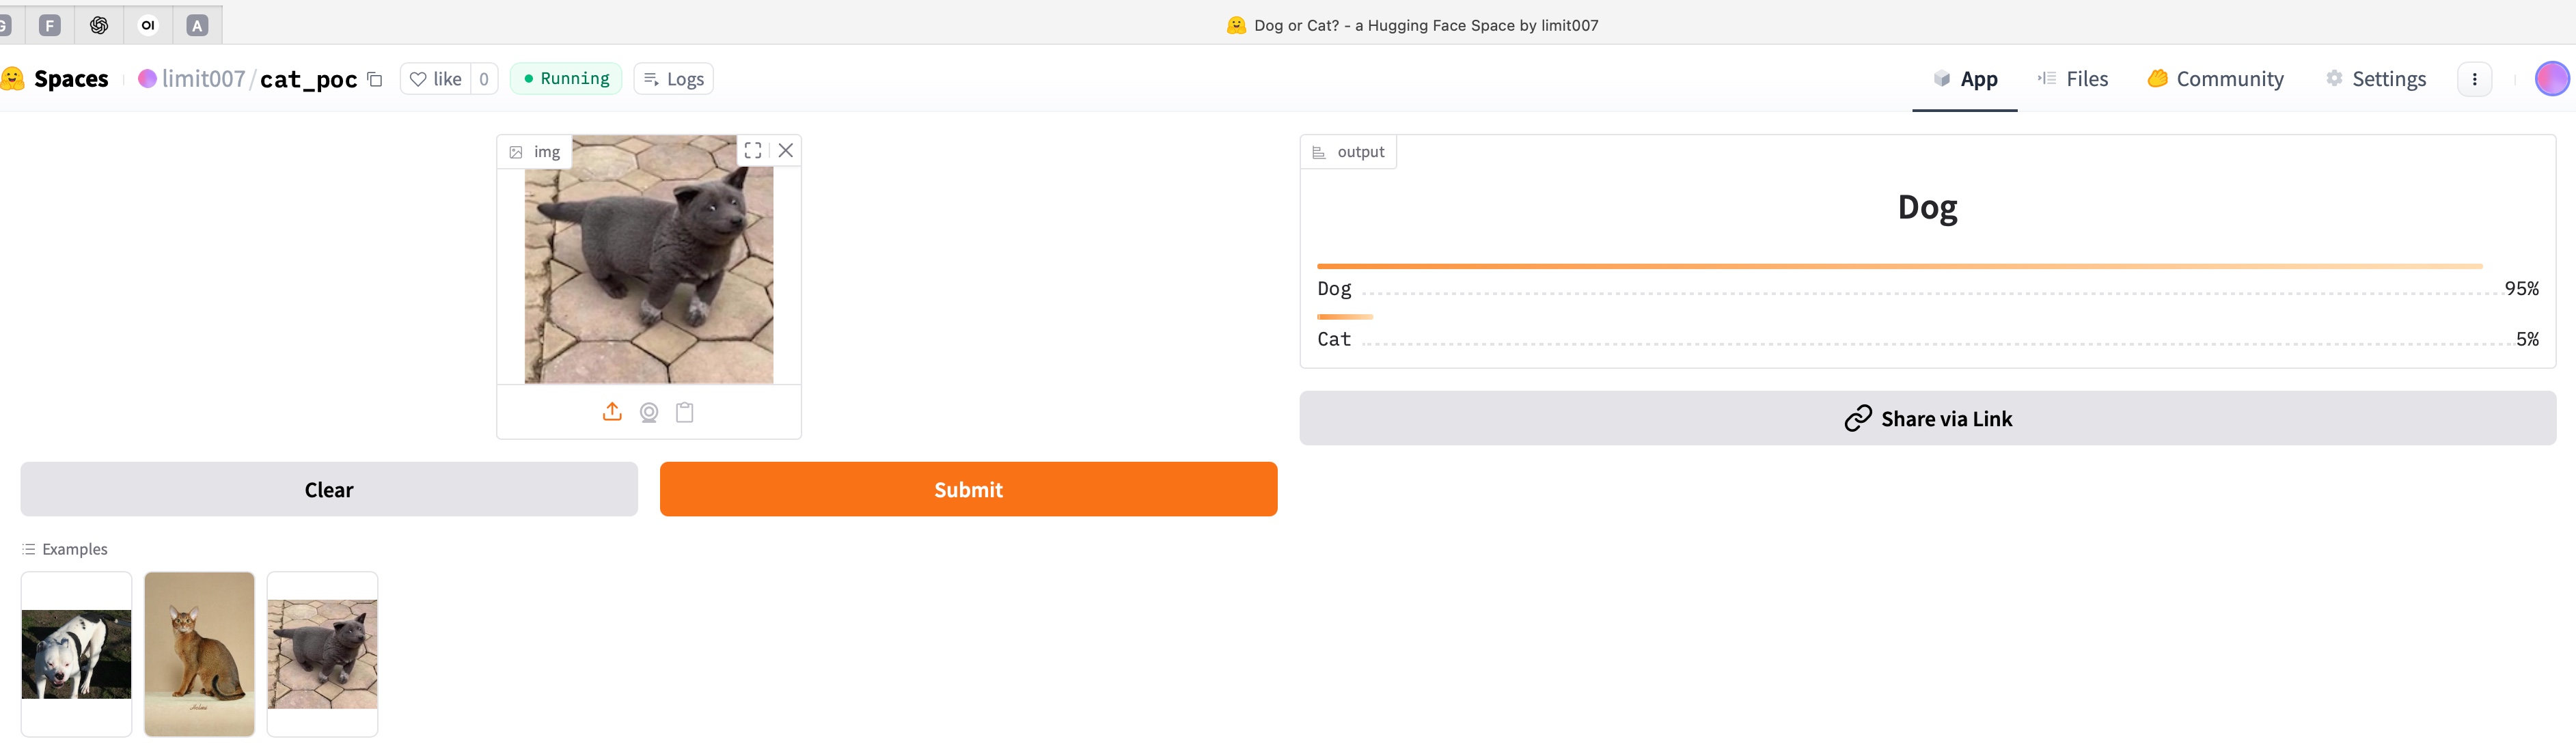 G F OI A
Dog or Cat? - a Hugging Face Space by limit007
Spaces limit007/cat_poc like 0 Running Logs App Files Community Settings
img
output
Dog
Dog 95%
Cat 5%
Share via Link
Clear Submit
Examples